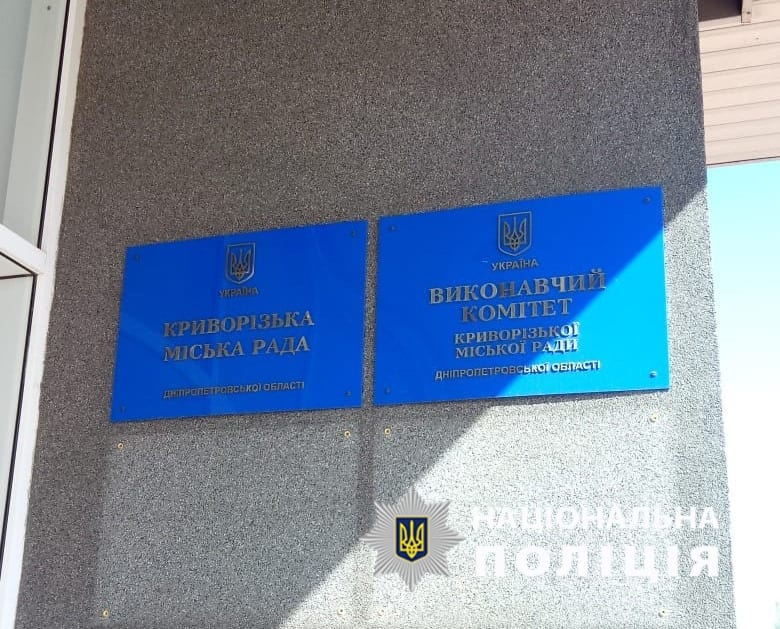 УКРАЇНА
КРИВОРІЗЬКА
МІСЬКА РАДА
ДНІПРОПЕТРОВСЬКОЇ ОБЛАСТІ
УКРАЇНА
ВИКОНАВЧИЙ
КОМІТЕТ
КРИВОРІЗЬКОЇ
МІСЬКОЇ РАДИ
ДНІПРОПЕТРОВСЬКОЇ ОБЛАСТІ
НАЦІОНАЛЬНА
ПОЛІЦІЯ